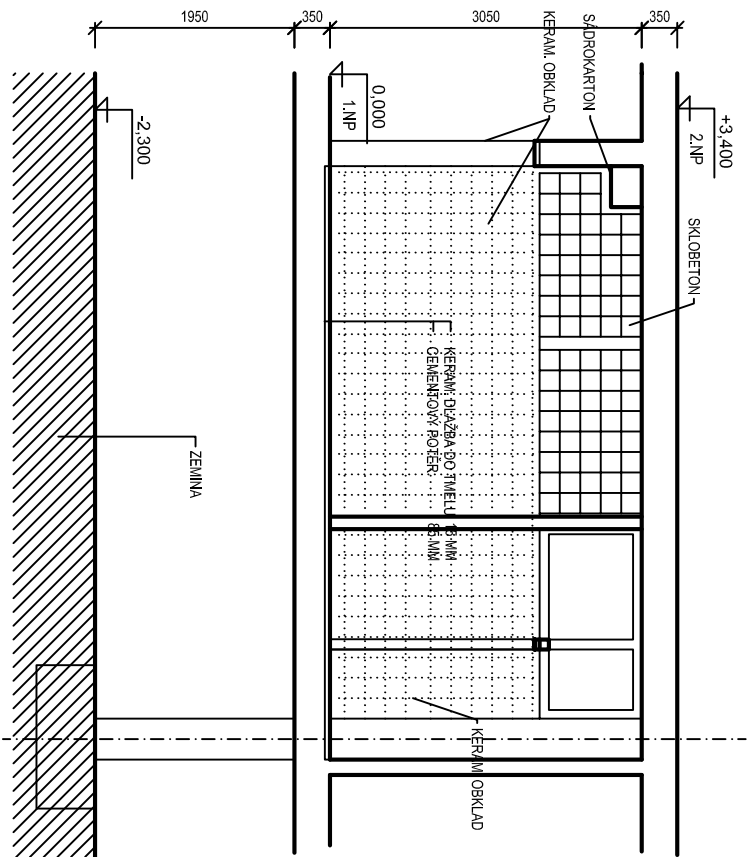 1950
350
3050
350
+3,400
2.NP
0,000
1.NP
-2,300
SÁDROKARTON
KERAM. OBKLAD
SKLOBETON
KERAM. DLAŽBA DO TMELU 15 MM
CEMENTOVÝ POTĚR 85 MM
ZEMINA
KERAM. OBKLAD